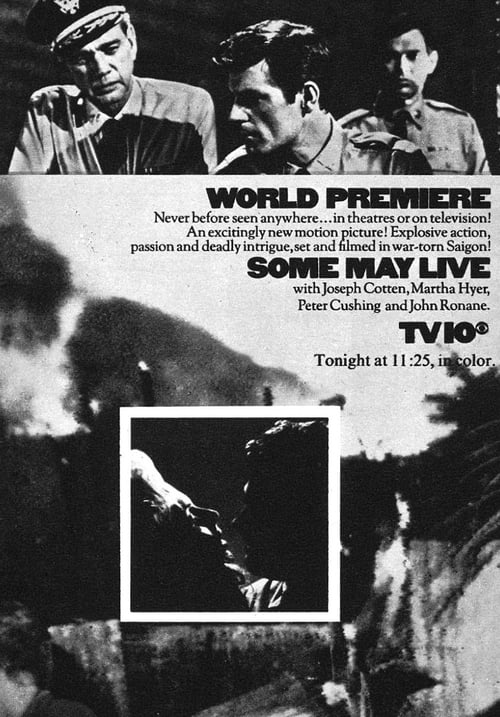 WORLD PREMIERE
Never before seen anywhere...in theatres or on television!
An excitingly new motion picture! Explosive action,
passion and deadly intrigue, set and filmed in war-torn Saigon!
SOME MAY LIVE
with Joseph Cotten, Martha Hyer,
Peter Cushing and John Ronane.
TV10
Tonight at 11:25, in color.